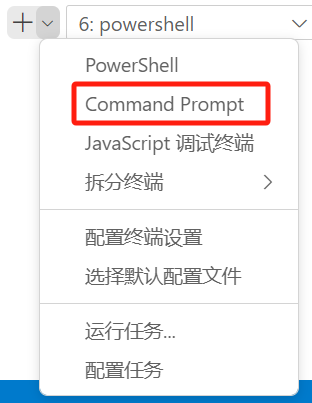 6: powershell
PowerShell
Command Prompt
JavaScript 调试终端
拆分终端
配置终端设置
选择默认配置文件
运行任务...
配置任务